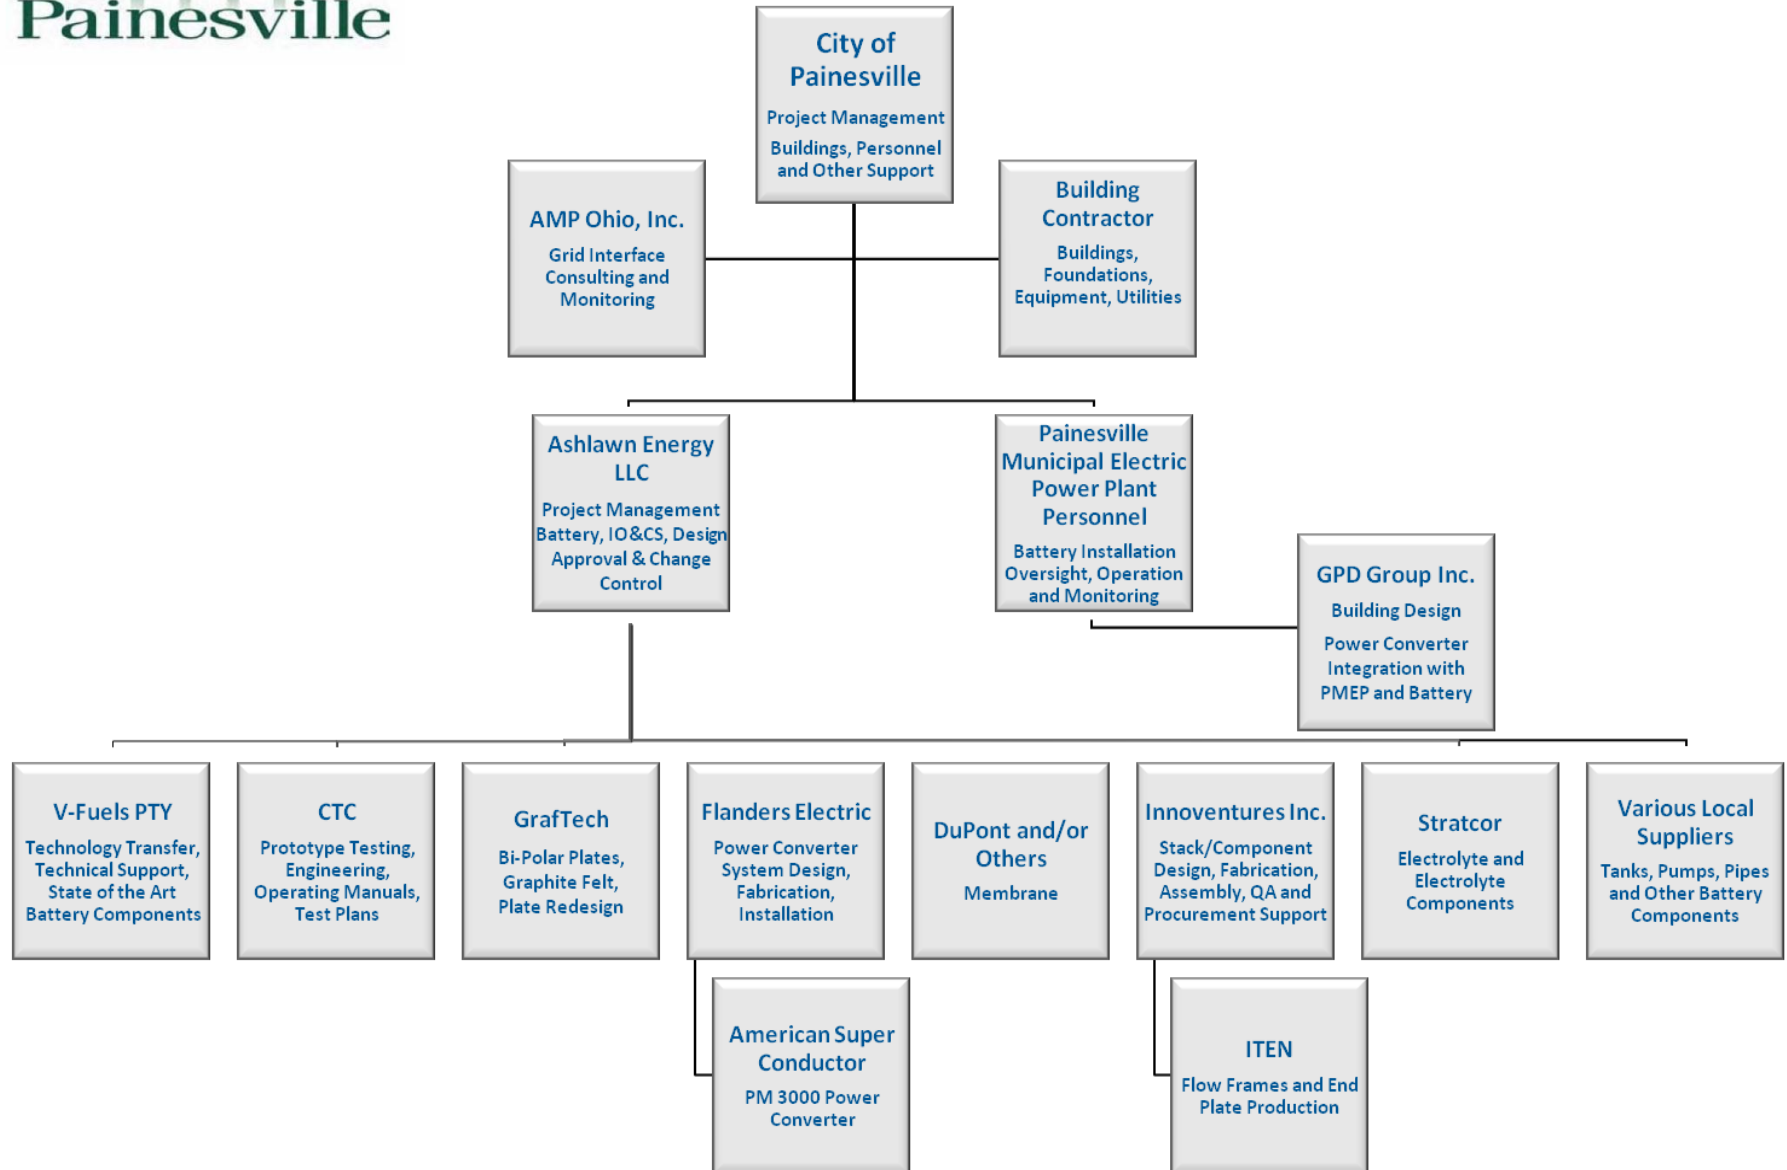 Painesville
City of
Painesville
Project Management
Buildings, Personnel
and Other Support
AMP Ohio, Inc.
Grid Interface
Consulting and
Monitoring
Building
Contractor
Buildings,
Foundations,
Equipment, Utilities
Ashlawn Energy
LLC
Project Management
Battery, IO&CS, Design
Approval & Change
Control
Painesville
Municipal Electric
Power Plant
Personnel
Battery Installation
Oversight, Operation
and Monitoring
GPD Group Inc.
Building Design
Power Converter
Integration with
PMEP and Battery
V-Fuels PTY
Technology Transfer,
Technical Support,
State of the Art
Battery Components
CTC
Prototype Testing,
Engineering,
Operating Manuals,
Test Plans
GrafTech
Bi-Polar Plates,
Graphite Felt,
Plate Redesign
Flanders Electric
Power Converter
System Design,
Fabrication,
Installation
DuPont and/or
Others
Membrane
Innoventures Inc.
Stack/Component
Design, Fabrication,
Assembly, QA and
Procurement Support
Stratcor
Electrolyte and
Electrolyte
Components
Various Local
Suppliers
Tanks, Pumps, Pipes
and Other Battery
Components
American Super
Conductor
PM 3000 Power
Converter
ITEN
Flow Frames and End
Plate Production